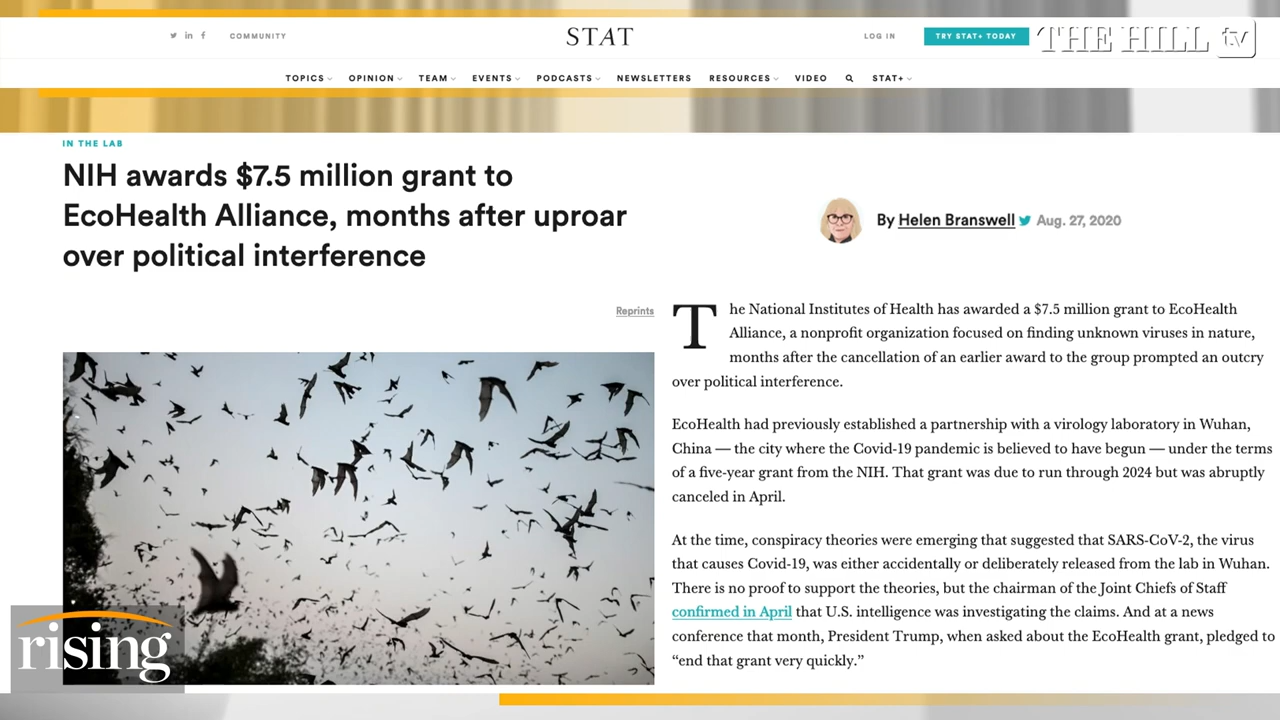 COMMUNITY
STAT
LOG IN
TRY STAT+ TODAY
THE HILL tv
TOPICS OPINION TEAM EVENTS PODCASTS NEWSLETTERS RESOURCES VIDEO STAT+
IN THE LAB
NIH awards $7.5 million grant to
EcoHealth Alliance, months after uproar
over political interference
By Helen Branswell Aug. 27, 2020
Reprints
The National Institutes of Health has awarded a $7.5 million grant to EcoHealth
Alliance, a nonprofit organization focused on finding unknown viruses in nature,
months after the cancellation of an earlier award to the group prompted an outcry
over political interference.
EcoHealth had previously established a partnership with a virology laboratory in Wuhan,
China — the city where the Covid-19 pandemic is believed to have begun — under the terms
of a five-year grant from the NIH. That grant was due to run through 2024 but was abruptly
canceled in April.
At the time, conspiracy theories were emerging that suggested that SARS-CoV-2, the virus
that causes Covid-19, was either accidentally or deliberately released from the lab in Wuhan.
There is no proof to support the theories, but the chairman of the Joint Chiefs of Staff
confirmed in April that U.S. intelligence was investigating the claims. And at a news
conference that month, President Trump, when asked about the EcoHealth grant, pledged to
“end that grant very quickly.”
rising